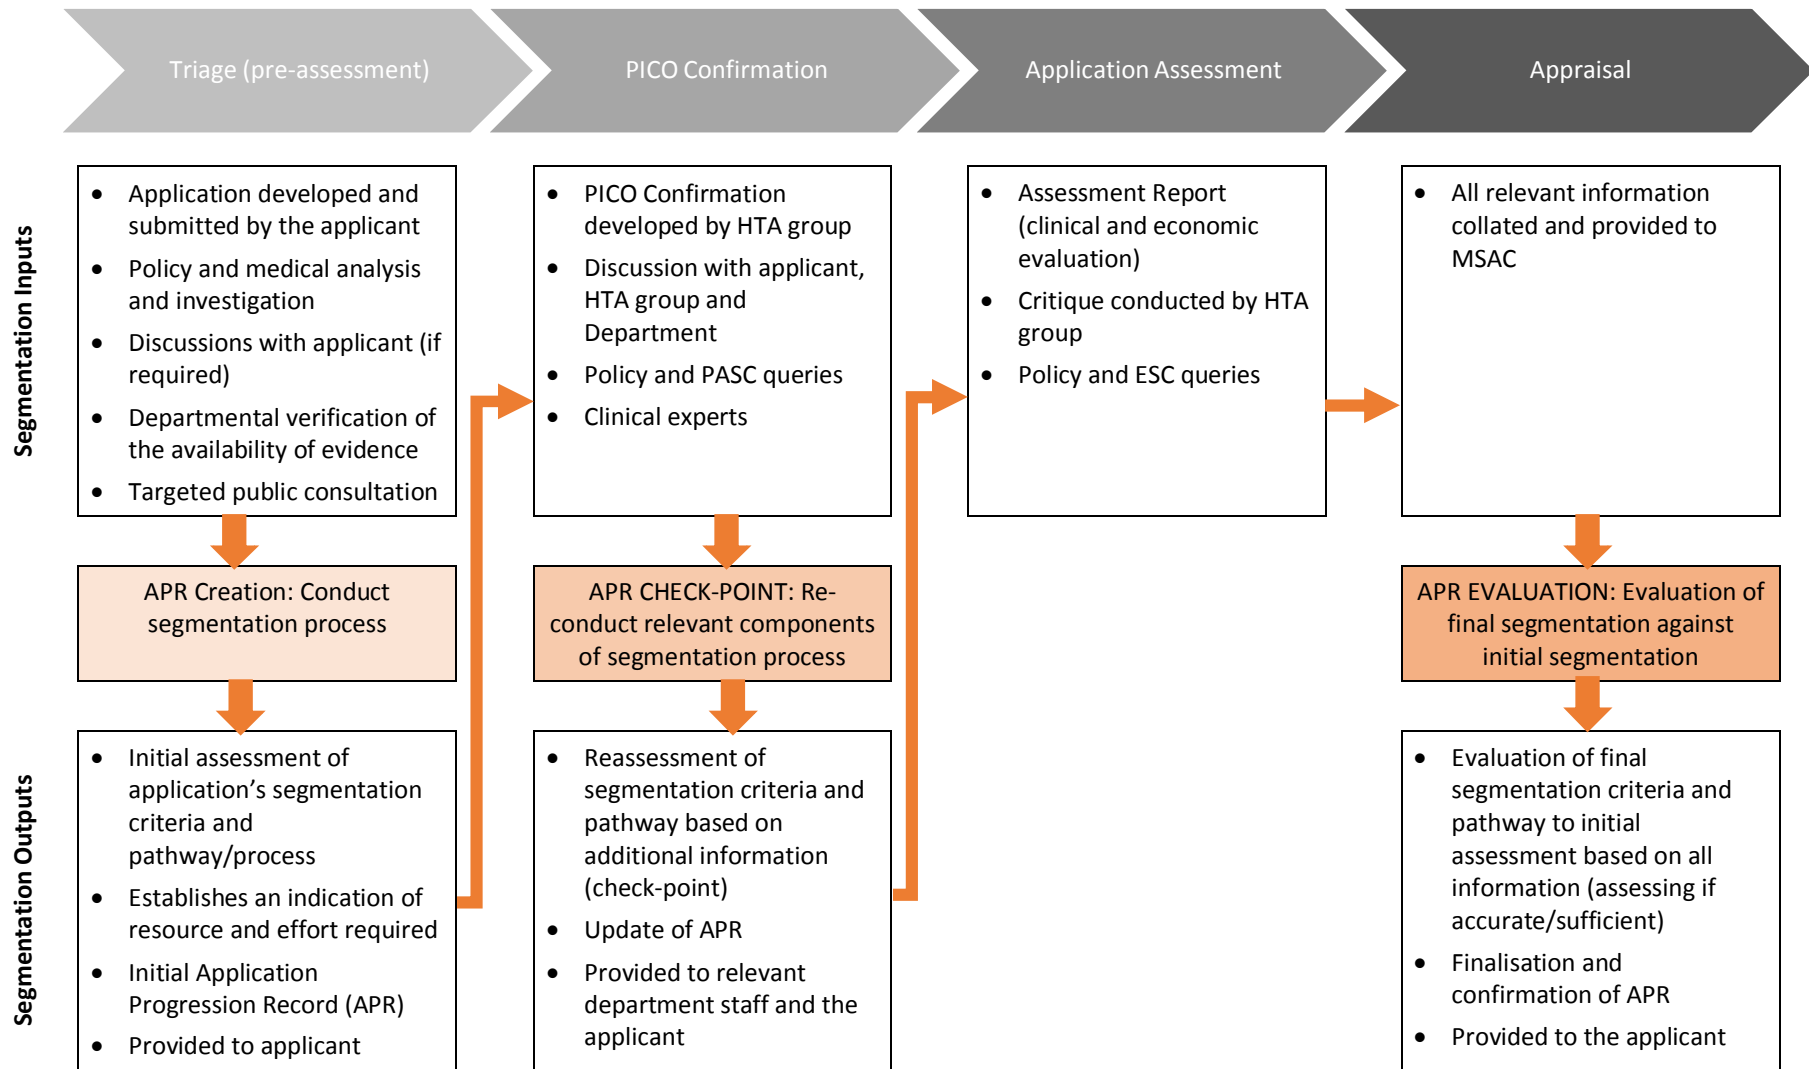 Triage (pre-assessment)
PICO Confirmation
Application Assessment
Appraisal
Segmentation Inputs
• Application developed and
submitted by the applicant
• Policy and medical analysis
and investigation
• Discussions with applicant (if
required)
• Departmental verification of
the availability of evidence
• Targeted public consultation
• PICO Confirmation
developed by HTA group
• Discussion with applicant,
HTA group and
Department
• Policy and PASC queries
• Clinical experts
• Assessment Report
(clinical and economic
evaluation)
• Critique conducted by HTA
group
• Policy and ESC queries
• All relevant information
collated and provided to
MSAC
APR Creation: Conduct
segmentation process
APR CHECK-POINT: Re-
conduct relevant components
of segmentation process
APR EVALUATION: Evaluation of
final segmentation against
initial segmentation
Segmentation Outputs
• Initial assessment of
application’s segmentation
criteria and
pathway/process
• Establishes an indication of
resource and effort required
• Initial Application
Progression Record (APR)
• Provided to applicant
• Reassessment of
segmentation criteria and
pathway based on
additional information
(check-point)
• Update of APR
• Provided to relevant
department staff and the
applicant
• Evaluation of final
segmentation criteria and
pathway to initial
assessment based on all
information (assessing if
accurate/sufficient)
• Finalisation and
confirmation of APR
• Provided to the applicant